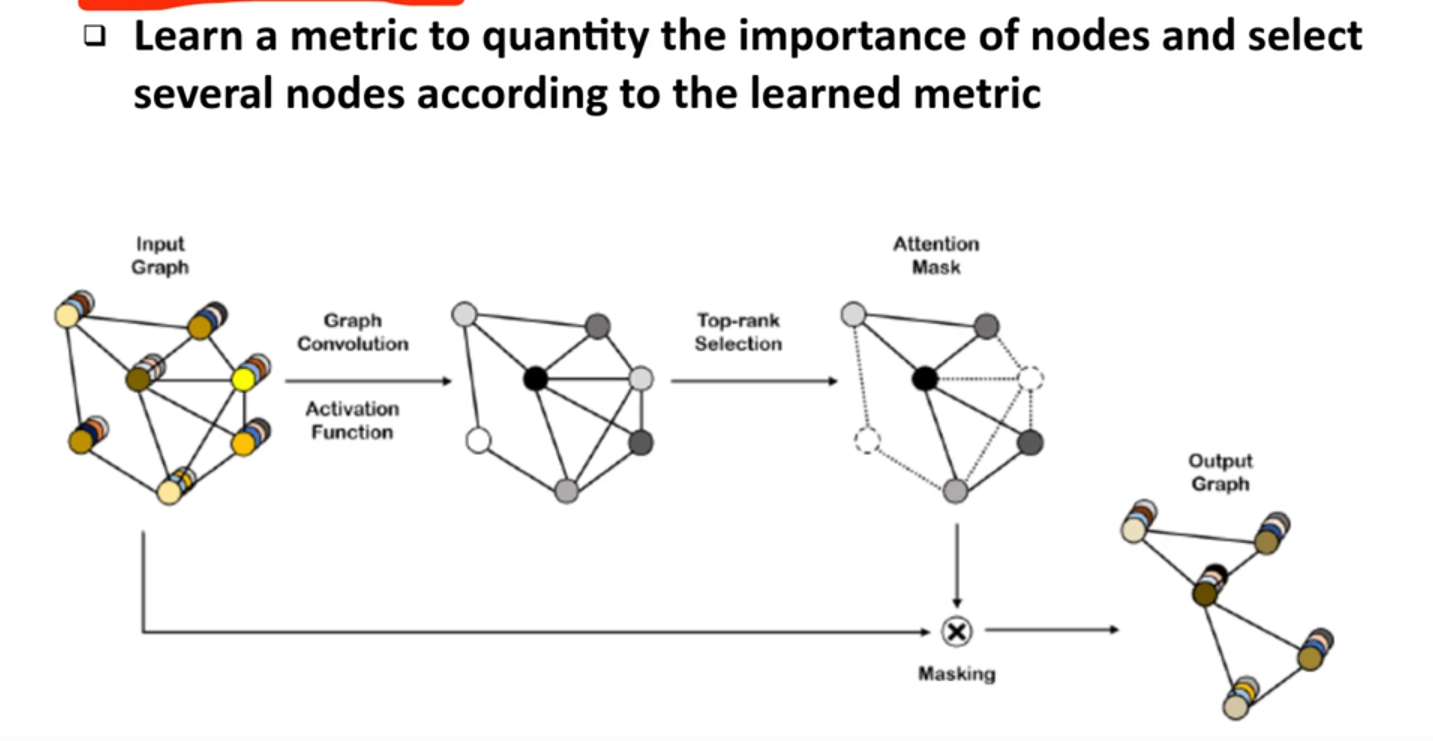 ❑ Learn a metric to quantity the importance of nodes and select
several nodes according to the learned metric
Input
Graph
Graph
Convolution
Activation
Function
Top-rank
Selection
Attention
Mask
Masking
Output
Graph